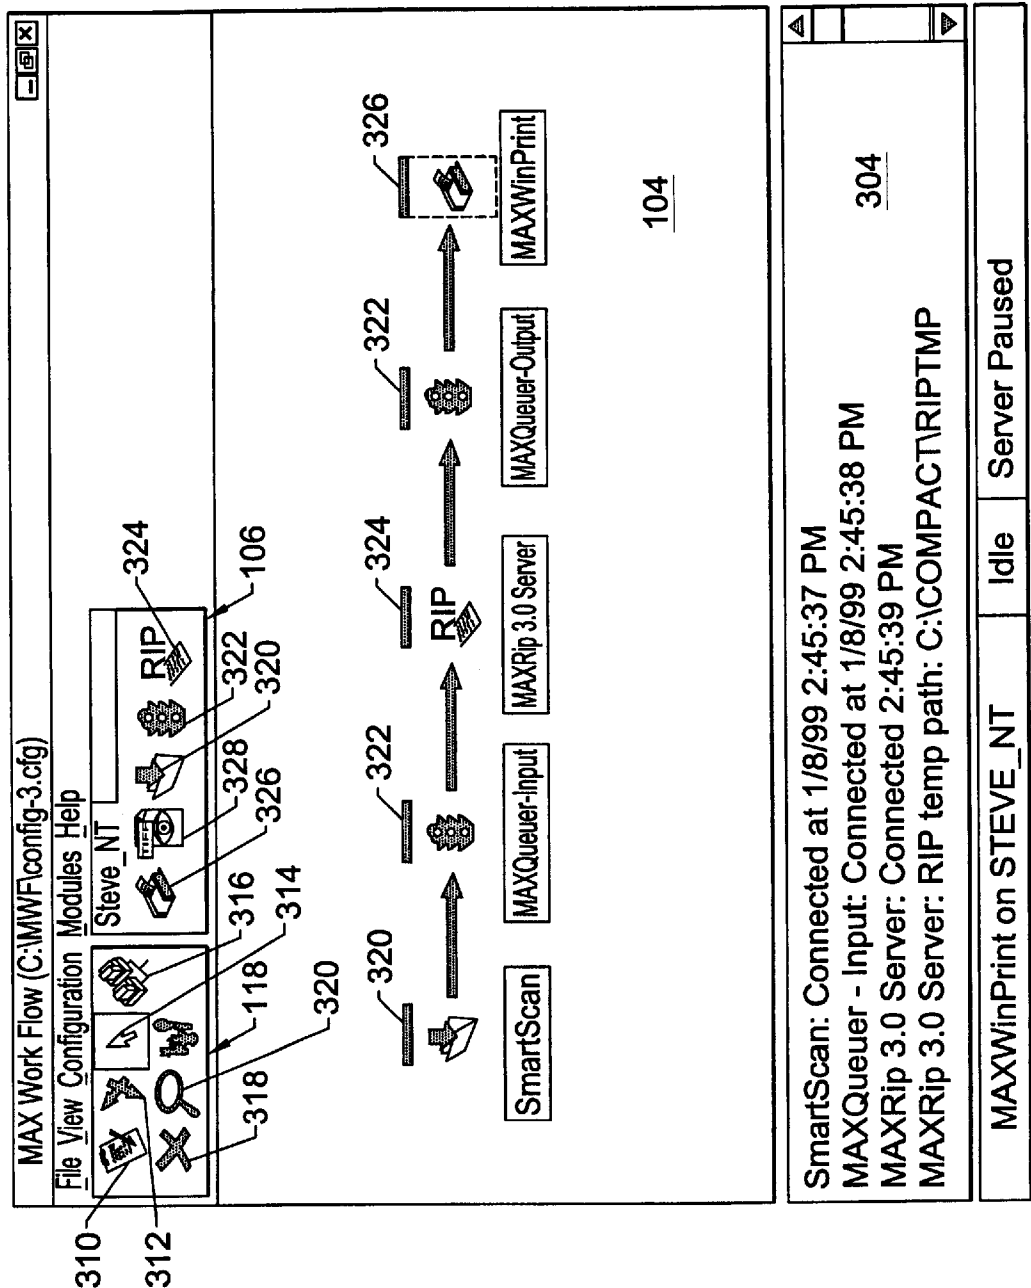 MAX Work Flow (C:\MWF\config-3.cfg)
File View Configuration Modules Help
Steve_NT
RIP
TIFF
310
312
318
320
118
314
316
326
328
320
322
106
324
320
322
324
322
326
RIP
SmartScan
MAXQueuer-Input
MAXRip 3.0 Server
MAXQueuer-Output
MAXWinPrint
104
SmartScan: Connected at 1/8/99 2:45:37 PM
MAXQueuer - Input: Connected at 1/8/99 2:45:38 PM
MAXRip 3.0 Server: Connected 2:45:39 PM
MAXRip 3.0 Server: RIP temp path: C:\COMPACT\RIPTMP
304
MAXWinPrint on STEVE_NT
Idle
Server Paused